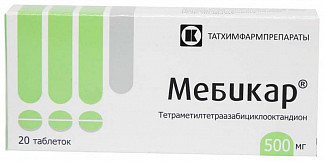 ТАТХИМФАРМПРЕПАРАТЫ
Мебикар®
Тетраметилтетраазабициклооктандион
20 таблеток
500 мг